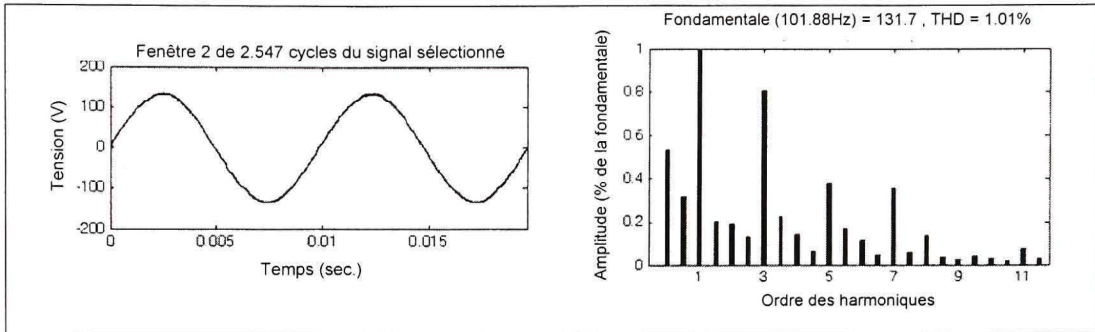 Fenêtre 2 de 2.547 cycles du signal sélectionné
200
100
0
-100
-200
Tension (V)
0 0.005 0.01 0.015
Temps (sec.)
Fondamentale (101.88Hz) = 131.7 , THD = 1.01%
1
0.8
0.6
0.4
0.2
0
Amplitude (% de la fondamentale)
1 3 5 7 9 11
Ordre des harmoniques